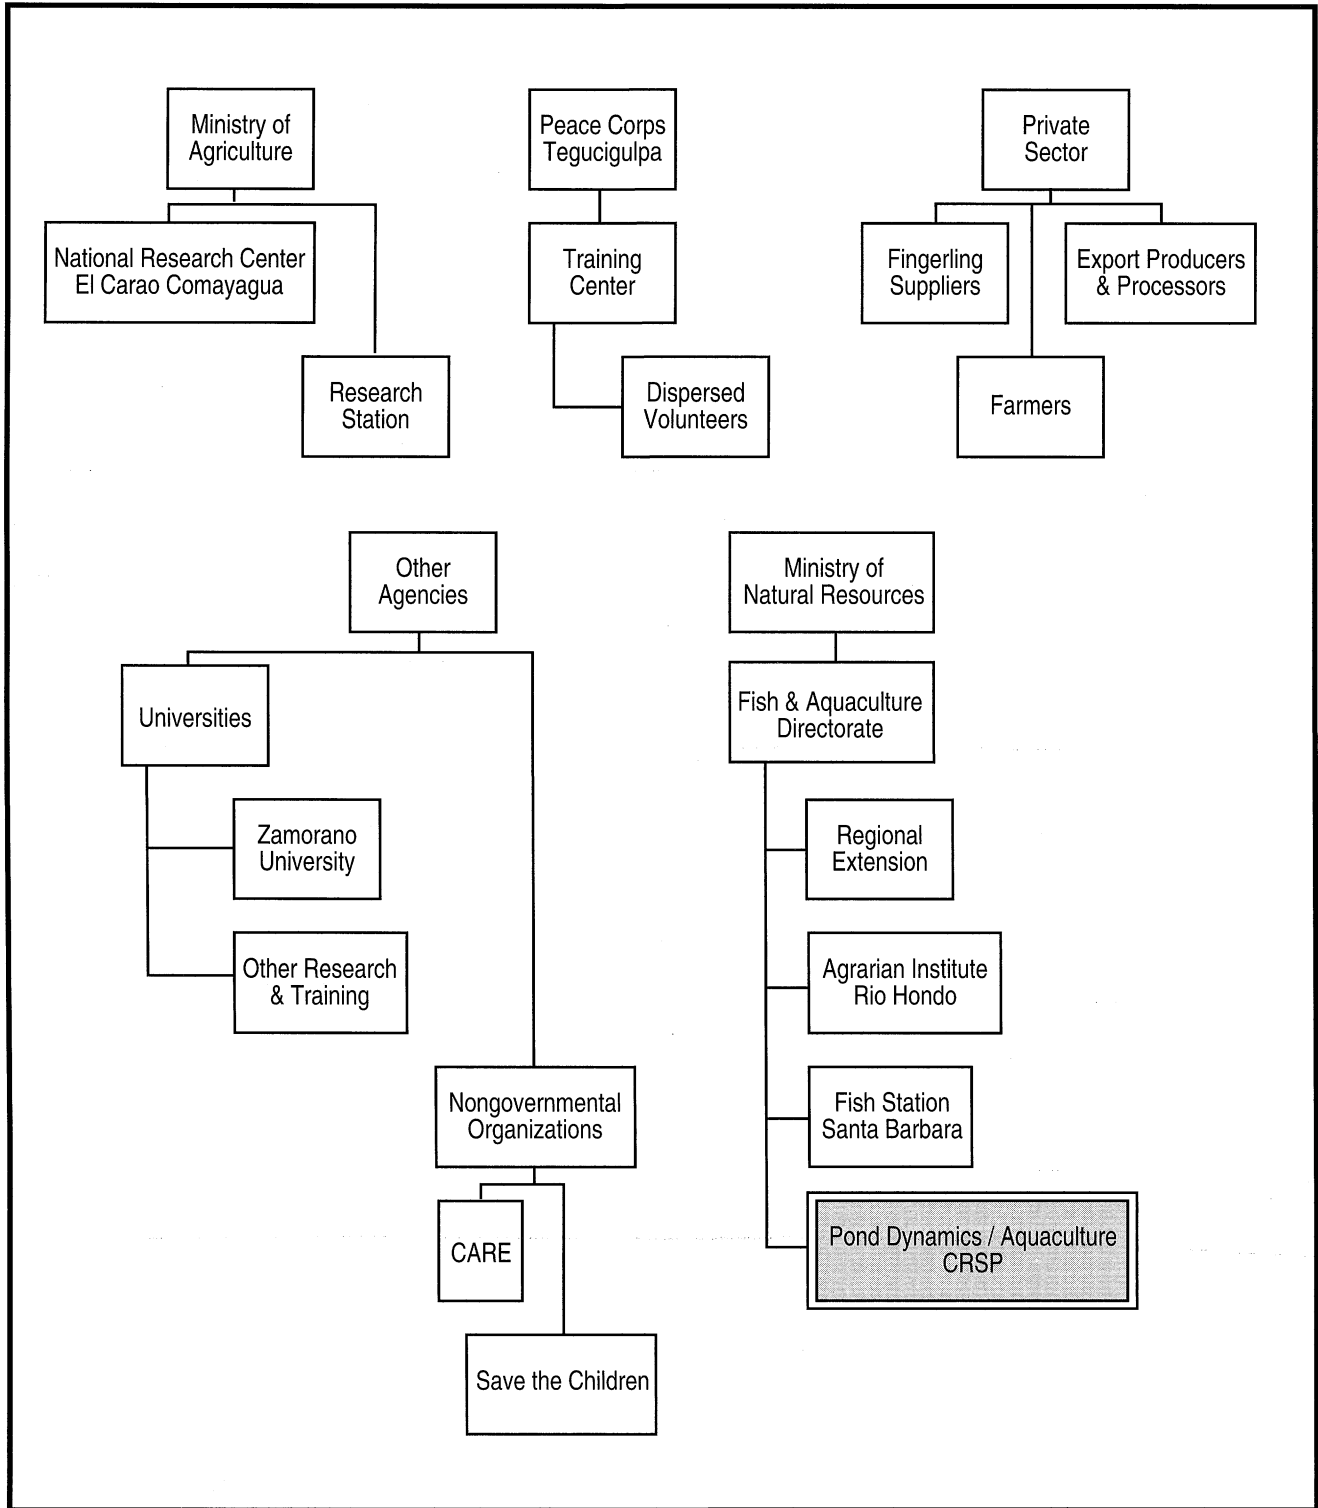 Ministry of
Agriculture
Peace Corps
Tegucigulpa
Private
Sector
National Research Center
El Carao Comayagua
Training
Center
Fingerling
Suppliers
Export Producers
& Processors
Research
Station
Dispersed
Volunteers
Farmers
Other
Agencies
Ministry of
Natural Resources
Universities
Fish & Aquaculture
Directorate
Zamorano
University
Regional
Extension
Other Research
& Training
Agrarian Institute
Rio Hondo
Nongovernmental
Organizations
Fish Station
Santa Barbara
CARE
Pond Dynamics / Aquaculture
CRSP
Save the Children